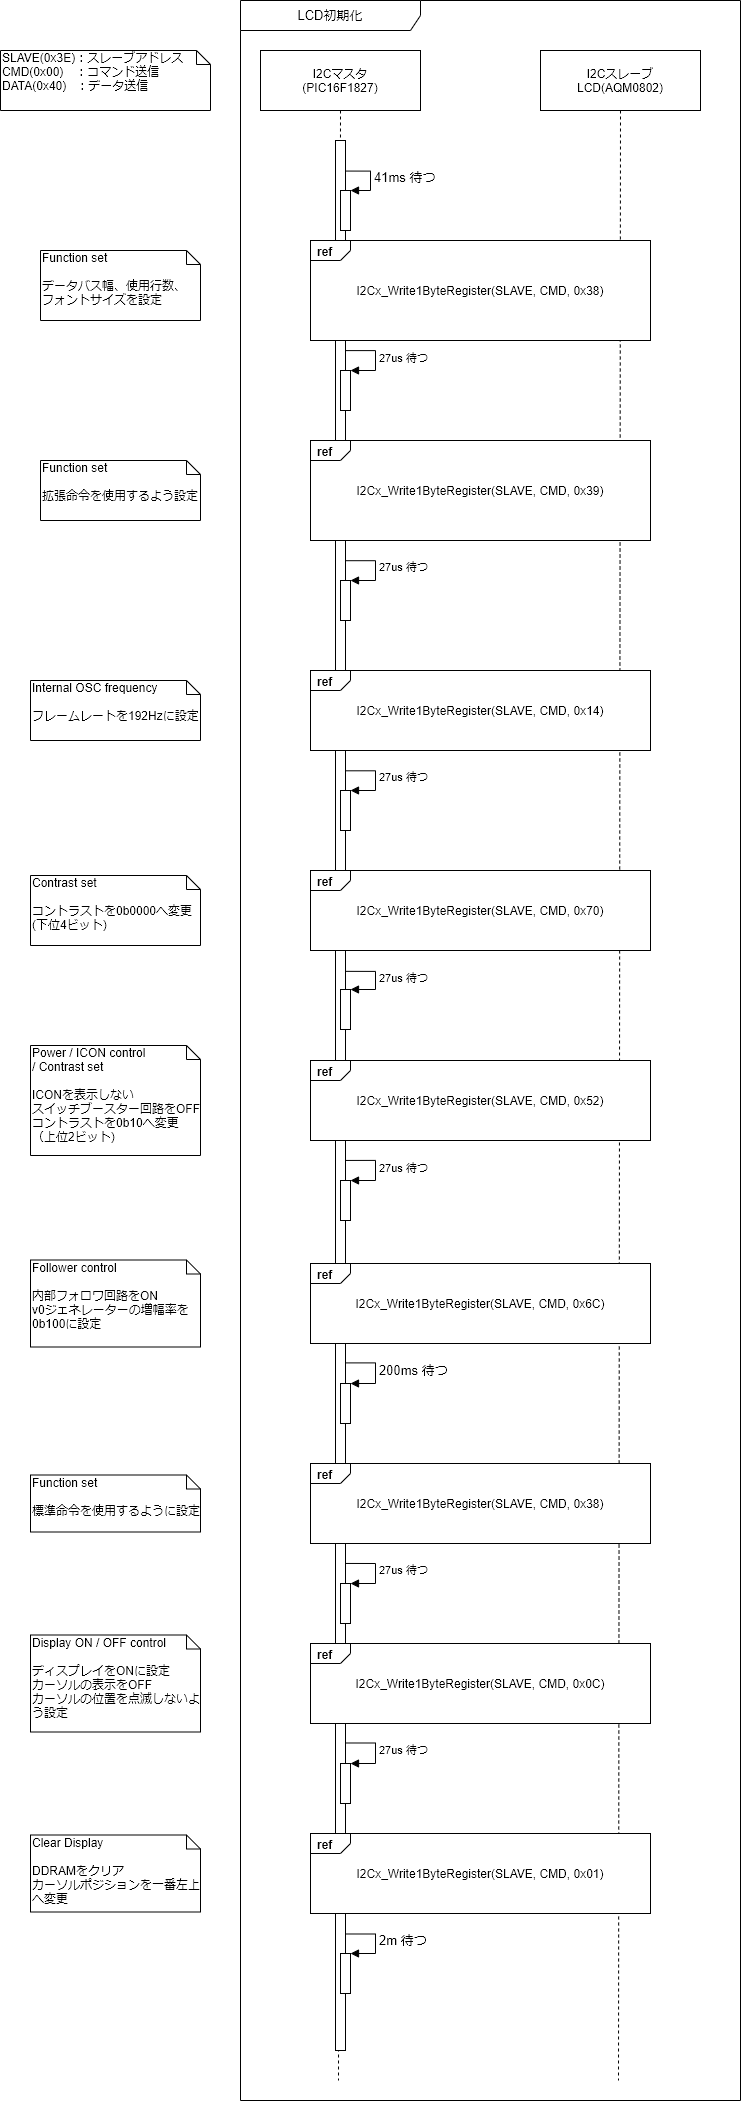 LCD初期化
SLAVE(0x3E) : スレーブアドレス
CMD(0x00) : コマンド送信
DATA(0x40) : データ送信
I2Cマスタ
(PIC16F1827)
I2Cスレーブ
LCD(AQM0802)
41ms 待つ
Function set
データバス幅、使用行数、
フォントサイズを設定
ref
I2Cx_Write1ByteRegister(SLAVE, CMD, 0x38)
27us 待つ
Function set
拡張命令を使用するよう設定
ref
I2Cx_Write1ByteRegister(SLAVE, CMD, 0x39)
27us 待つ
Internal OSC frequency
フレームレートを192Hzに設定
ref
I2Cx_Write1ByteRegister(SLAVE, CMD, 0x14)
27us 待つ
Contrast set
コントラストを0b0000へ変更
(下位4ビット)
ref
I2Cx_Write1ByteRegister(SLAVE, CMD, 0x70)
27us 待つ
Power / ICON control
/ Contrast set
ICONを表示しない
スイッチブースター回路をOFF
コントラストを0b10へ変更
（上位2ビット)
ref
I2Cx_Write1ByteRegister(SLAVE, CMD, 0x52)
27us 待つ
Follower control
内部フォロワ回路をON
v0ジェネレーターの増幅率を
0b100に設定
ref
I2Cx_Write1ByteRegister(SLAVE, CMD, 0x6C)
200ms 待つ
Function set
標準命令を使用するように設定
ref
I2Cx_Write1ByteRegister(SLAVE, CMD, 0x38)
27us 待つ
Display ON / OFF control
ディスプレイをONに設定
カーソルの表示をOFF
カーソルの位置を点滅しないよ
う設定
ref
I2Cx_Write1ByteRegister(SLAVE, CMD, 0x0C)
27us 待つ
Clear Display
DDRAMをクリア
カーソルポジションを一番左上
へ変更
ref
I2Cx_Write1ByteRegister(SLAVE, CMD, 0x01)
2m 待つ